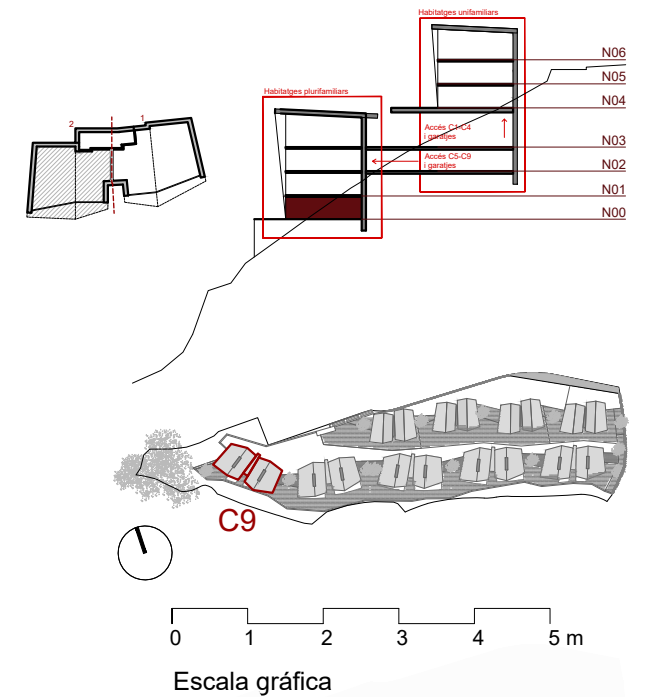 Habitatges unifamiliars
N06
N05
N04
Habitatges plurifamiliars
Accés C1-C4
i garatjes
N03
Accés C5-C9
i garatjes
N02
N01
N00
2
1
C9
0 1 2 3 4 5 m
Escala gráfica